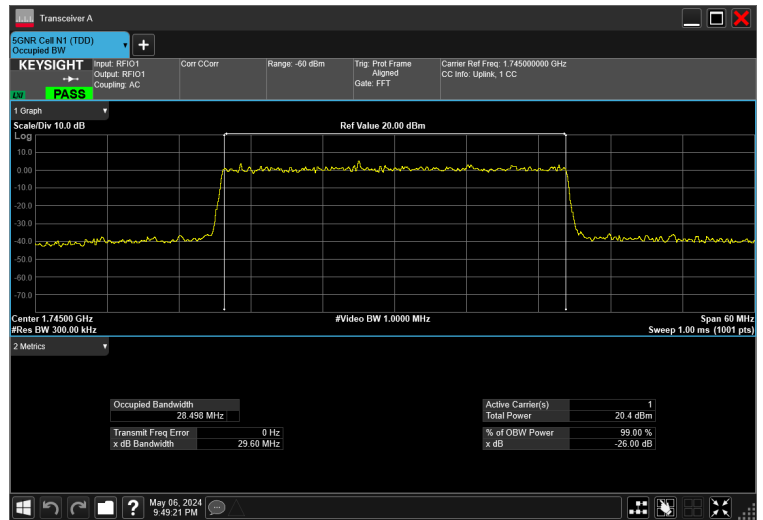 Transceiver A
5GNR Cell N1 (TDD)
Occupied BW
KEYSIGHT
LXI
PASS
Input: RFIO1
Output: RFIO1
Coupling: AC
Corr CCorr
Range: -60 dBm
Trig: Prot Frame
Aligned
Gate: FFT
Carrier Ref Freq: 1.745000000 GHz
CC Info: Uplink, 1 CC
1 Graph
Scale/Div 10.0 dB
Ref Value 20.00 dBm
Log
10.0
0.00
-10.0
-20.0
-30.0
-40.0
-50.0
-60.0
-70.0
Center 1.74500 GHz
#Video BW 1.0000 MHz
Span 60 MHz
#Res BW 300.00 kHz
Sweep 1.00 ms (1001 pts)
2 Metrics
Occupied Bandwidth
28.498 MHz
Transmit Freq Error 0 Hz
x dB Bandwidth 29.60 MHz
Active Carrier(s) 1
Total Power 20.4 dBm
% of OBW Power 99.00 %
x dB -26.00 dB
May 06, 2024
9:49:21 PM